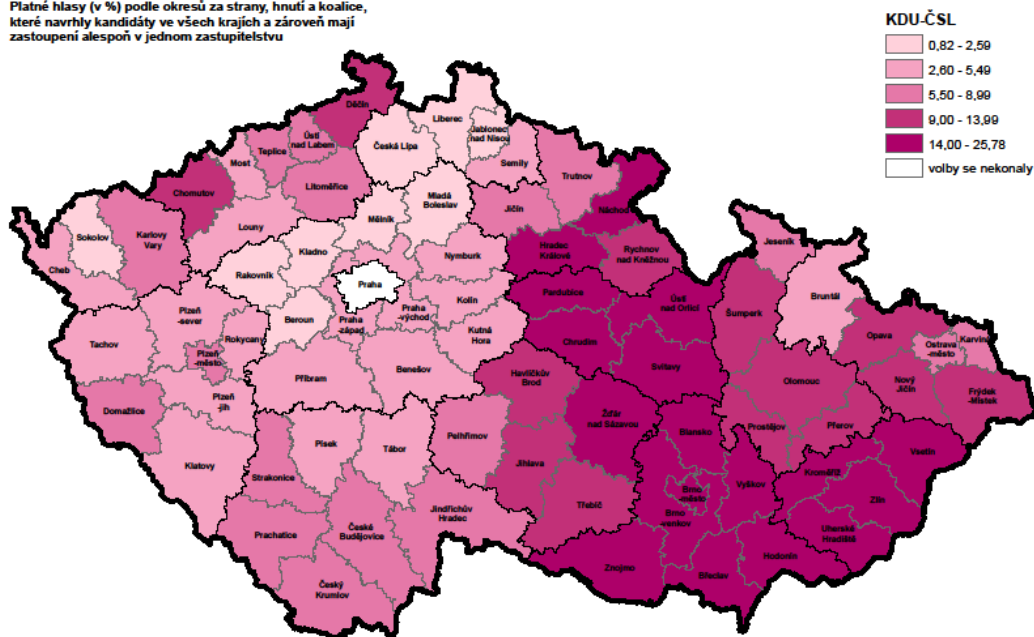 Platné hlasy (v %) podle okresů za strany, hnutí a koalice,
které navrhly kandidáty ve všech krajích a zároveň mají
zastoupení alespoň v jednom zastupitelstvu
KDU-ČSL
0,82 - 2,59
2,60 - 5,49
5,50 - 8,99
9,00 - 13,99
14,00 - 25,78
volby se nekonaly
Děčín
Liberec
Jablonec
nad Nisou
Ústí
nad Labem
Teplice
Česká Lípa
Most
Semily
Trutnov
Litoměřice
Chomutov
Mladá
Boleslav
Jičín
Náchod
Mělník
Karlovy
Vary
Louny
Sokolov
Cheb
Kladno
Nymburk
Hradec
Králové
Rychnov
nad Kněžnou
Jeseník
Rakovník
Praha
Pardubice
Ústí
nad Orlicí
Bruntál
Kolín
Praha
-východ
Praha
-západ
Beroun
Plzeň
-sever
Šumperk
Rokycany
Kutná
Hora
Chrudim
Opava
Karviná
Ostrava
-město
Tachov
Plzeň
-město
Svitavy
Benešov
Příbram
Havlíčkův
Brod
Olomouc
Nový
Jičín
Frýdek
-Místek
Plzeň
-jih
Domažlice
Žďár
nad Sázavou
Prostějov
Přerov
Blansko
Písek
Tábor
Pelhřimov
Klatovy
Jihlava
Vsetín
Kroměříž
Strakonice
Vyškov
Brno
-město
Zlín
Třebíč
Jindřichův
Hradec
Brno
-venkov
České
Budějovice
Prachatice
Uherské
Hradiště
Hodonín
Znojmo
Břeclav
Český
Krumlov